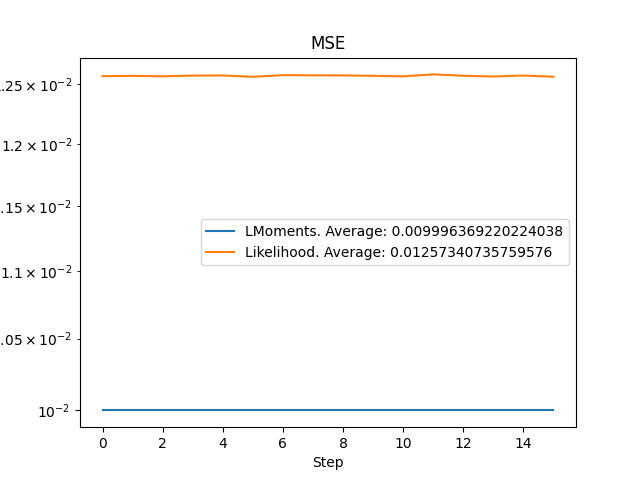 MSE
.25 × 10⁻²
1.2 × 10⁻²
.15 × 10⁻²
1.1 × 10⁻²
.05 × 10⁻²
10⁻²
LMoments. Average: 0.009996369220224038
Likelihood. Average: 0.01257340735759576
0 2 4 6 8 10 12 14
Step